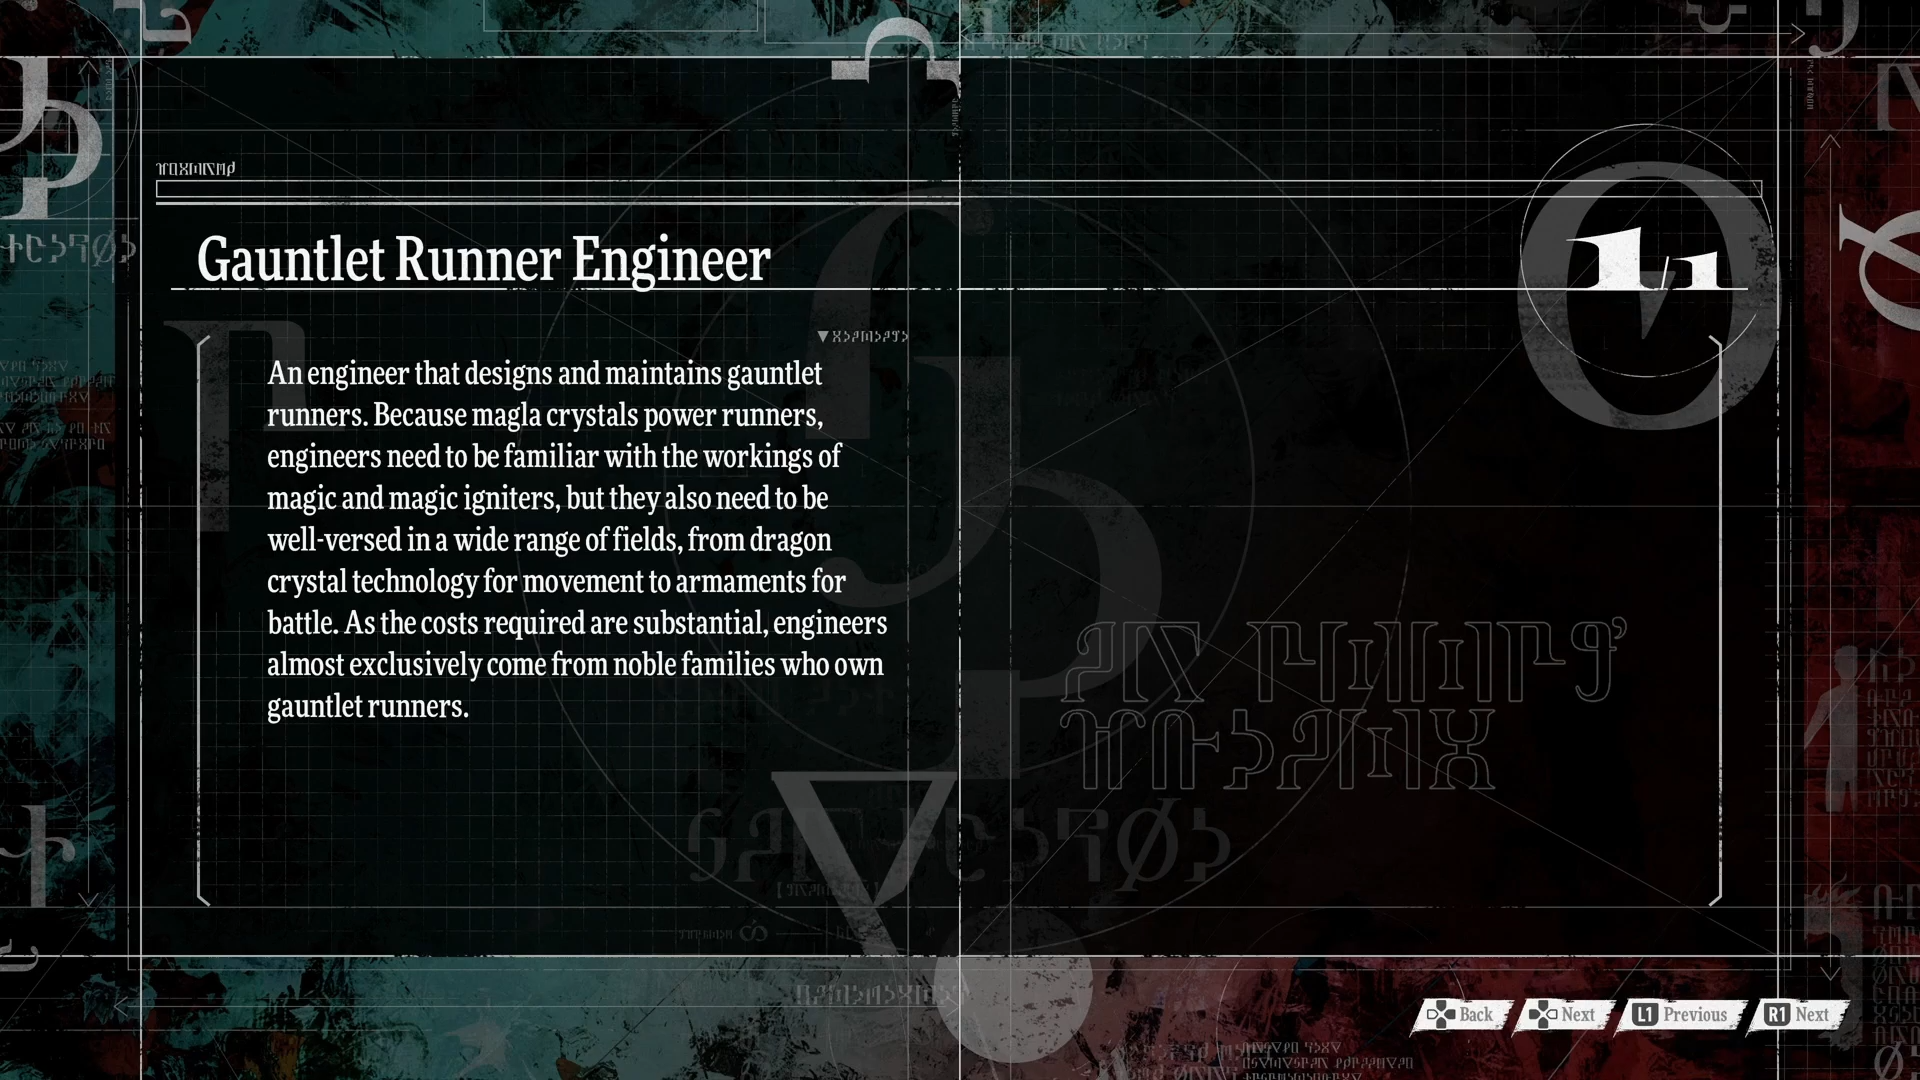 Gauntlet Runner Engineer
1/1
An engineer that designs and maintains gauntlet
runners. Because magla crystals power runners,
engineers need to be familiar with the workings of
magic and magic igniters, but they also need to be
well-versed in a wide range of fields, from dragon
crystal technology for movement to armaments for
battle. As the costs required are substantial, engineers
almost exclusively come from noble families who own
gauntlet runners.
Back Next L1 Previous R1 Next